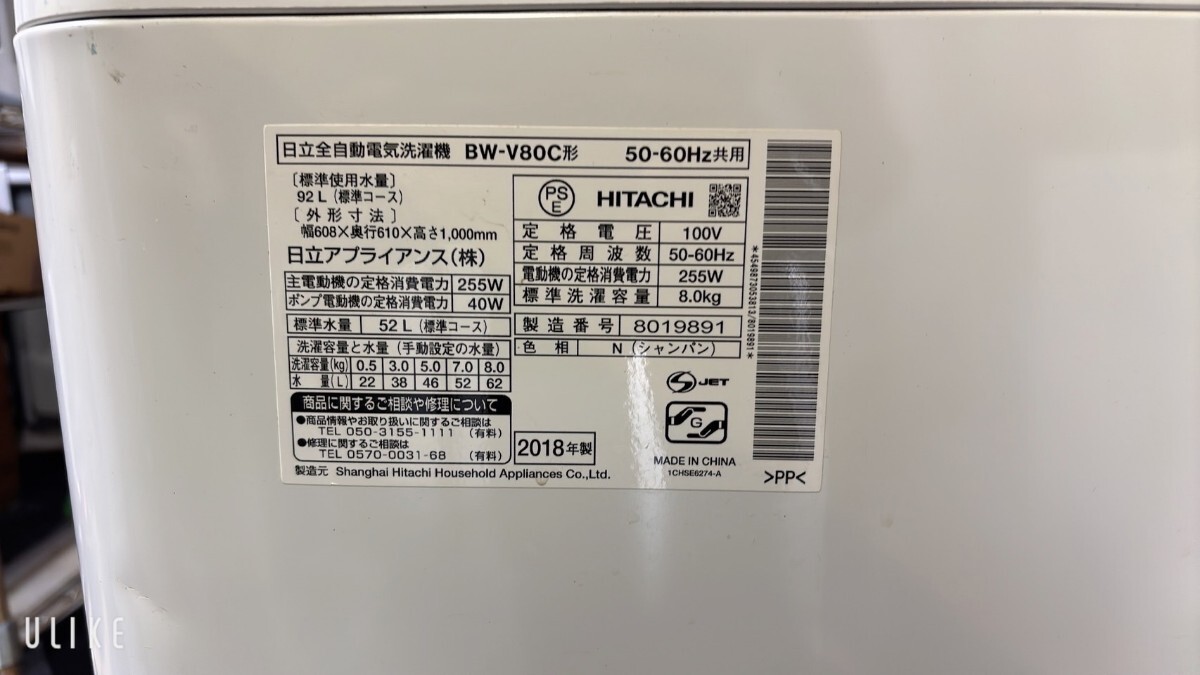 日立全自動電気洗濯機 BW-V80C形 50-60Hz共用
〔標準使用水量〕
92 L (標準コース)
〔外形寸法〕
幅608×奥行610×高さ1,000mm
日立アプライアンス(株)
主電動機の定格消費電力 255W
ポンプ電動機の定格消費電力 40W
標準水量 52 L (標準コース)
洗濯容量と水量 (手動設定の水量)
洗濯容量(kg) 0.5 3.0 5.0 7.0 8.0
水量(L) 22 38 46 52 62
商品に関するご相談や修理について
●商品情報やお取り扱いに関するご相談は
TEL 050-3155-1111 (有料)
●修理に関するご相談は
TEL 0570-0031-68 (有料)
製造元 Shanghai Hitachi Household Appliances Co.,Ltd.
PS E HITACHI
定格電圧 100V
定格周波数 50-60Hz
電動機の定格消費電力 255W
標準洗濯容量 8.0kg
製造番号 8019891
色相 N (シャンパン)
S JET
G
2018年製
MADE IN CHINA
1CHSE6274-A
*4549873053813/8019891*
>PP<
ULIKE